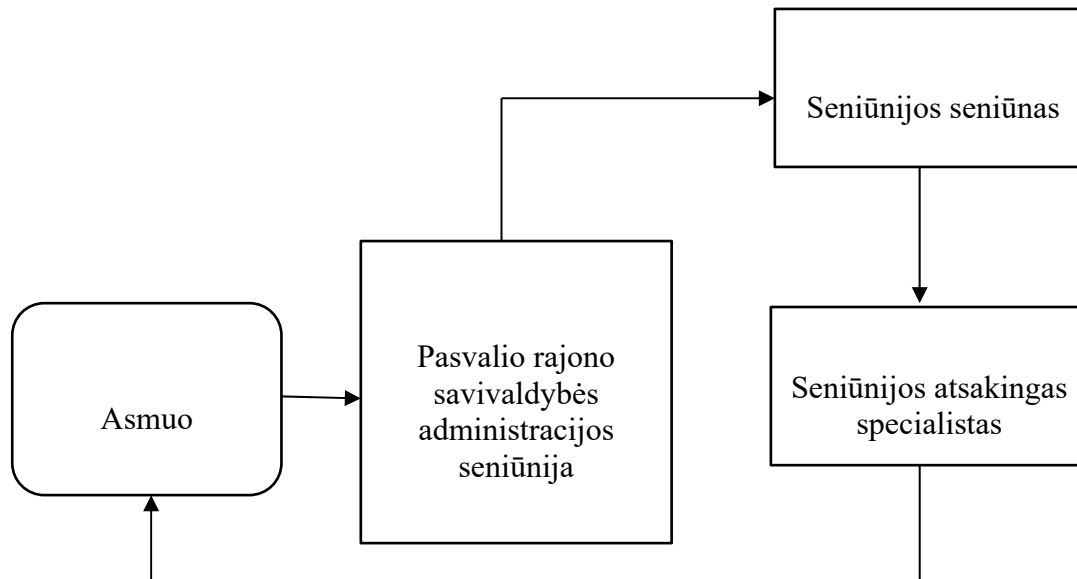 Seniūnijos seniūnas
Asmuo
Pasvalio rajono
savivaldybės
administracijos
seniūnija
Seniūnijos atsakingas
specialistas